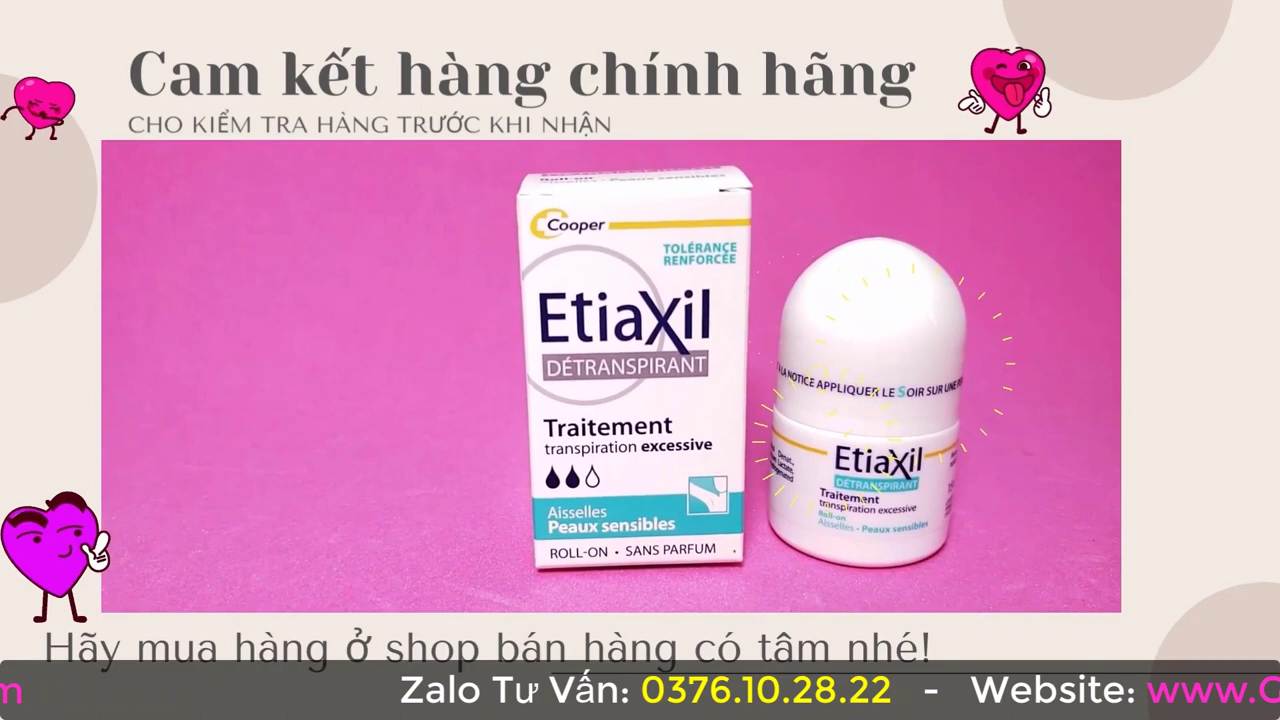 Cam kết hàng chính hãng
CHO KIỂM TRA HÀNG TRƯỚC KHI NHẬN
Cooper
TOLÉRANCE
RENFORCÉE
EtiaXil
DÉTRANSPIRANT
Traitement
transpiration excessive
Aisselles
Peaux sensibles
ROLL-ON • SANS PARFUM
LA NOTICE APPLIQUER LE SOIR SUR UNE
EtiaXil
DÉTRANSPIRANT
Traitement
transpiration excessive
Roll-on
Aisselles - Peaux sensibles
Hãy mua hàng ở shop bán hàng có tâm nhé!
m Zalo Tư Vấn: 0376.10.28.22 - Website: www.